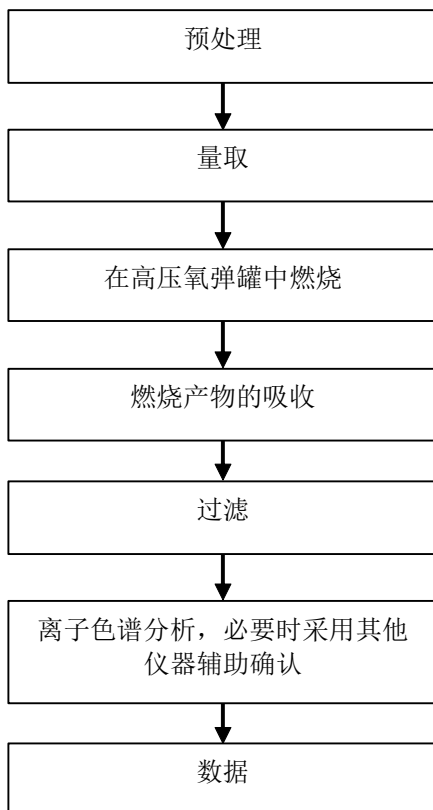 预处理
量取
在高压氧弹罐中燃烧
燃烧产物的吸收
过滤
离子色谱分析，必要时采用其他
仪器辅助确认
数据